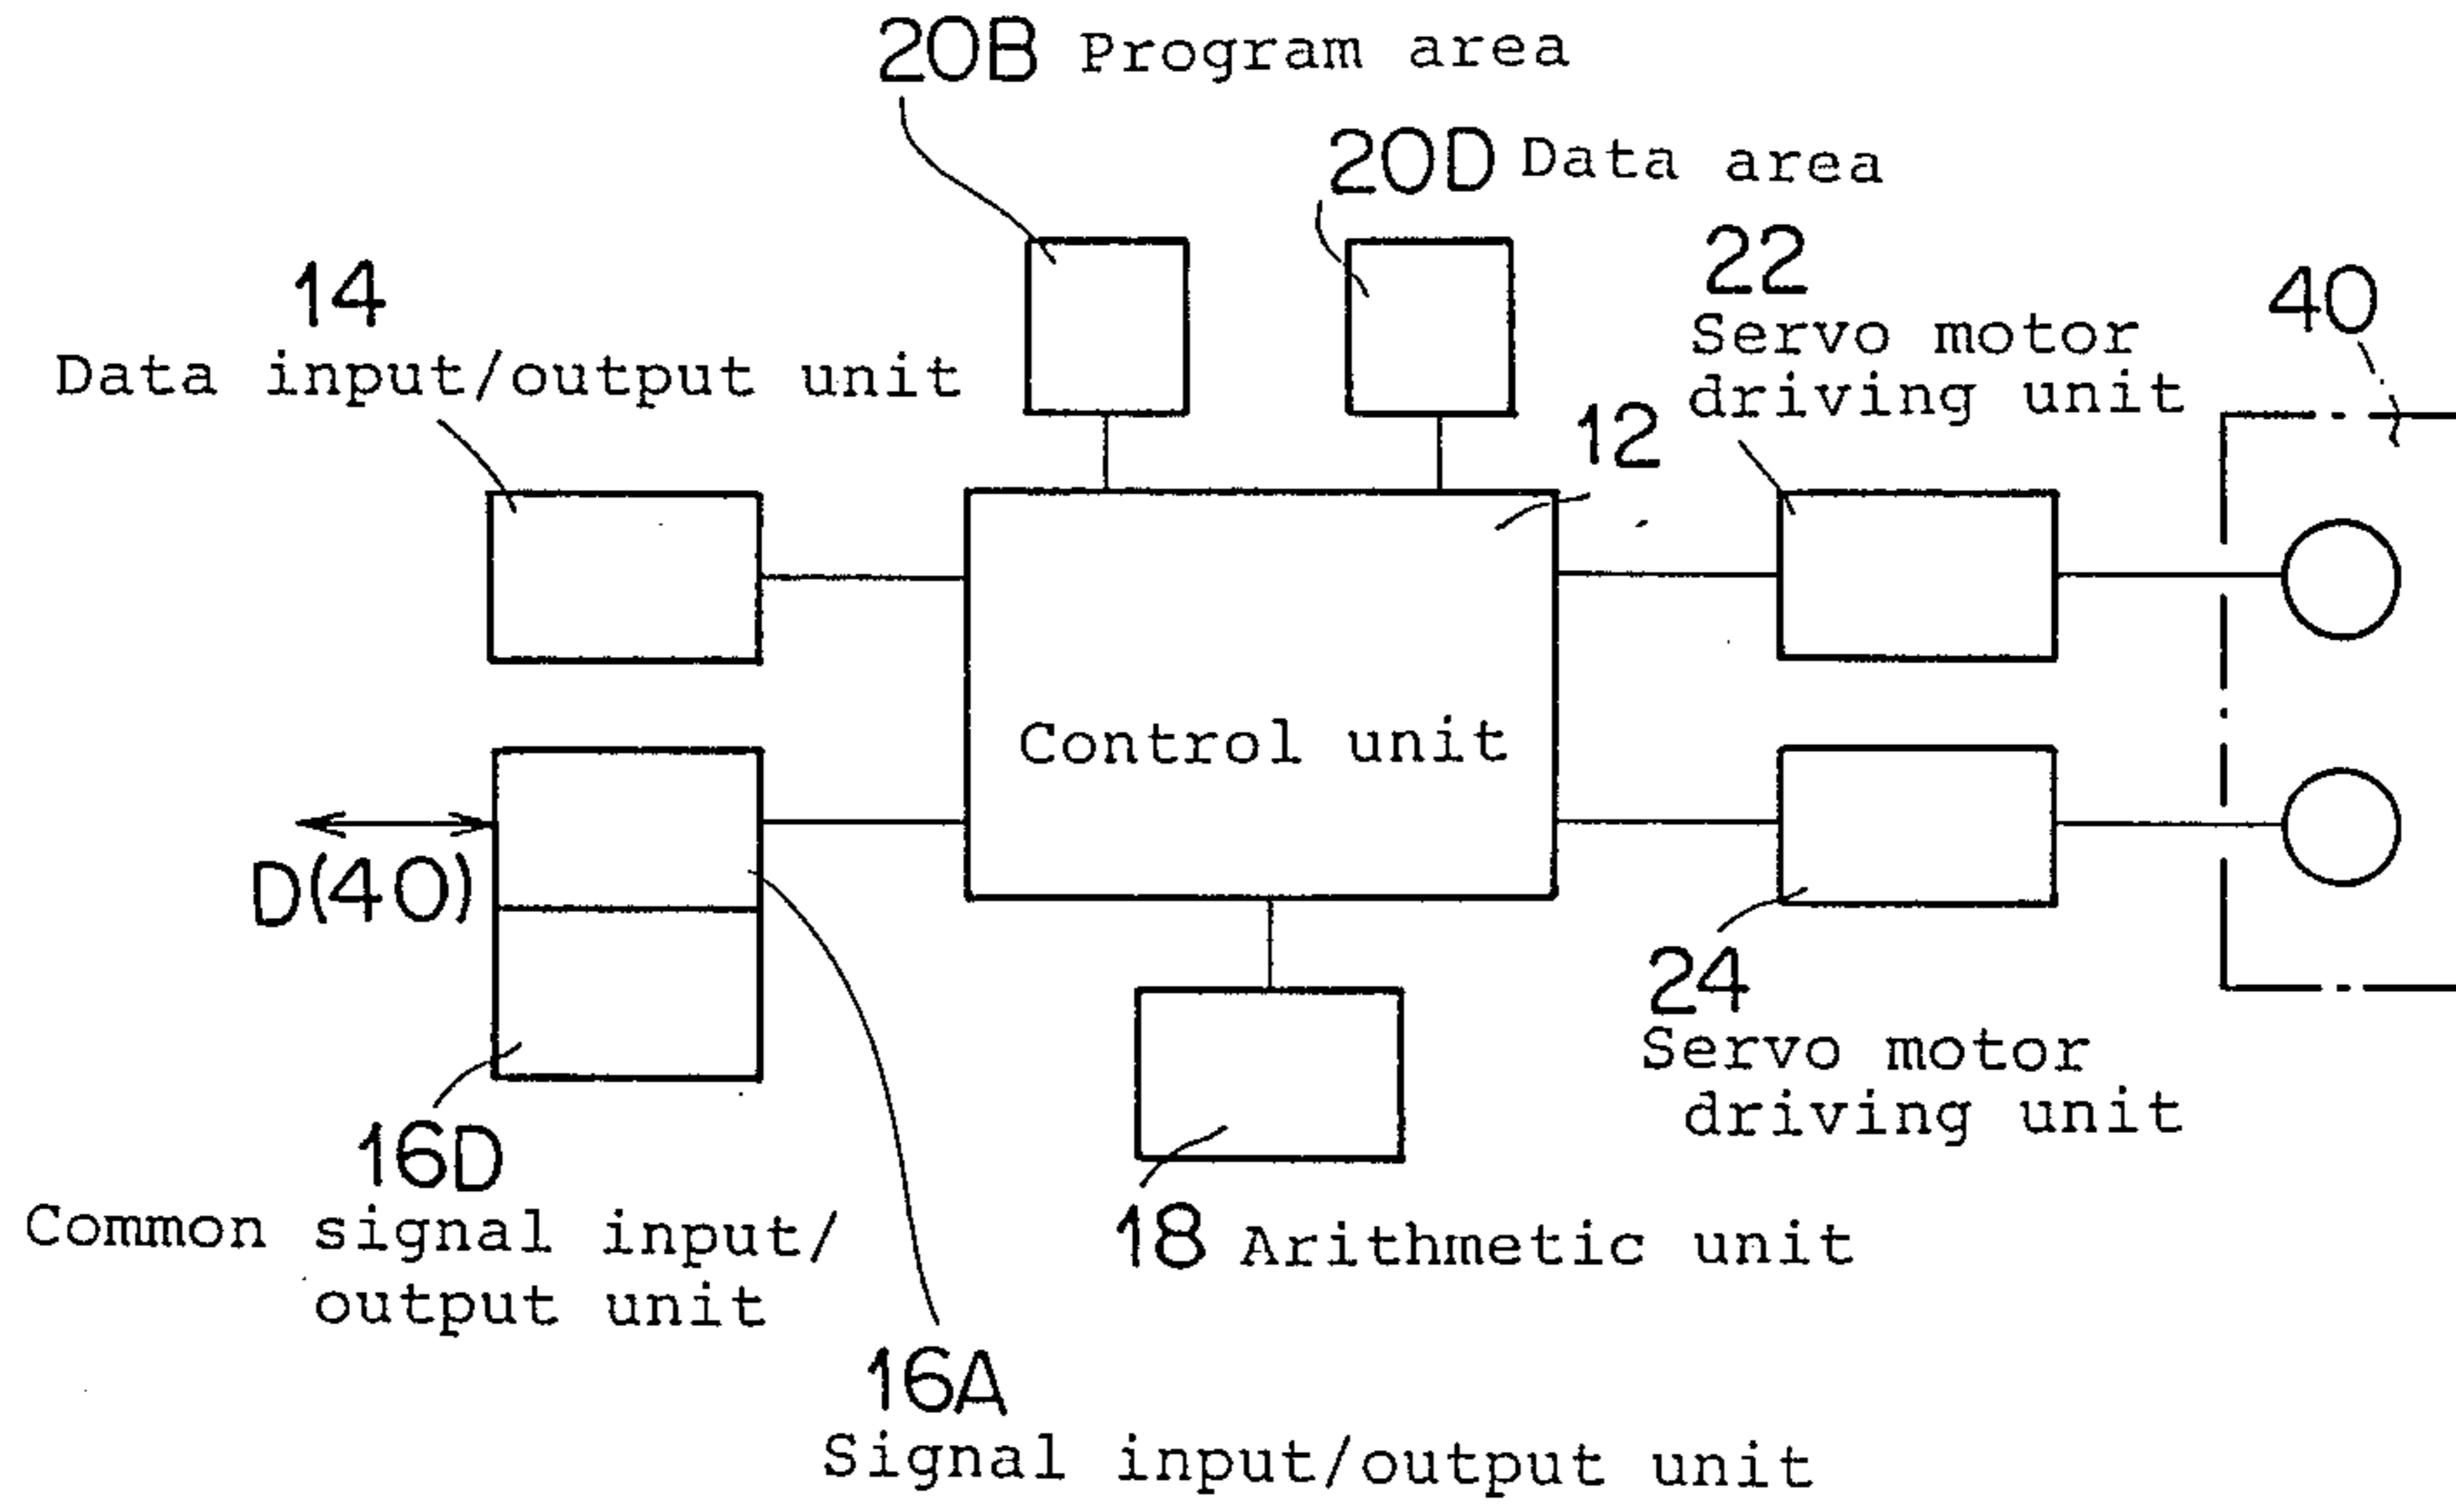 20B Program area
20D Data area
14
Data input/output unit
22
Servo motor
driving unit
40
12
Control unit
D(40)
24
Servo motor
driving unit
16D
Common signal input/
output unit
18 Arithmetic unit
16A
Signal input/output unit